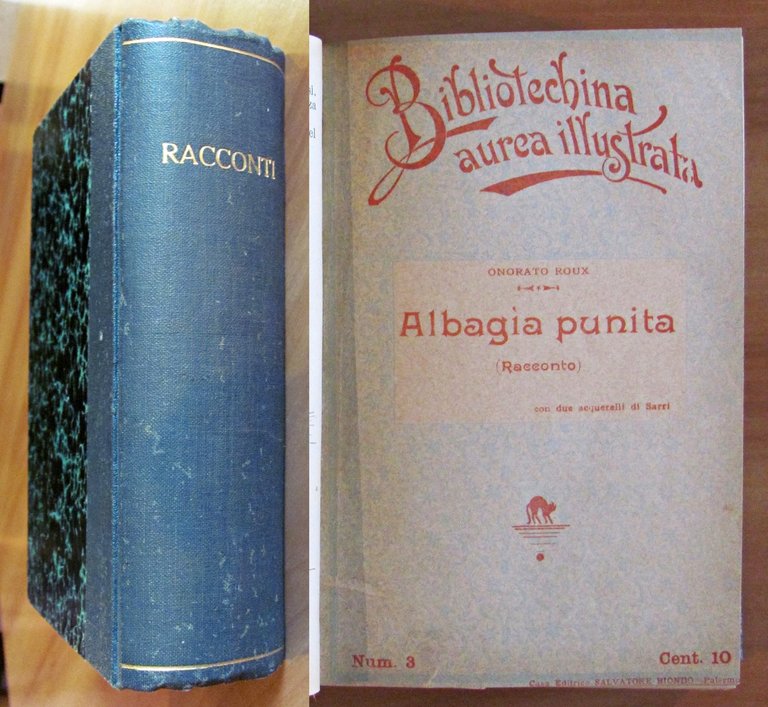 RACCONTI
el
Bibliotechina
aurea illustrata
ONORATO ROUX
Albagia punita
(Racconto)
con due acquerelli di Sarri
Num. 3
Cent. 10
Casa Editrice SALVATORE BIONDO - Palermo